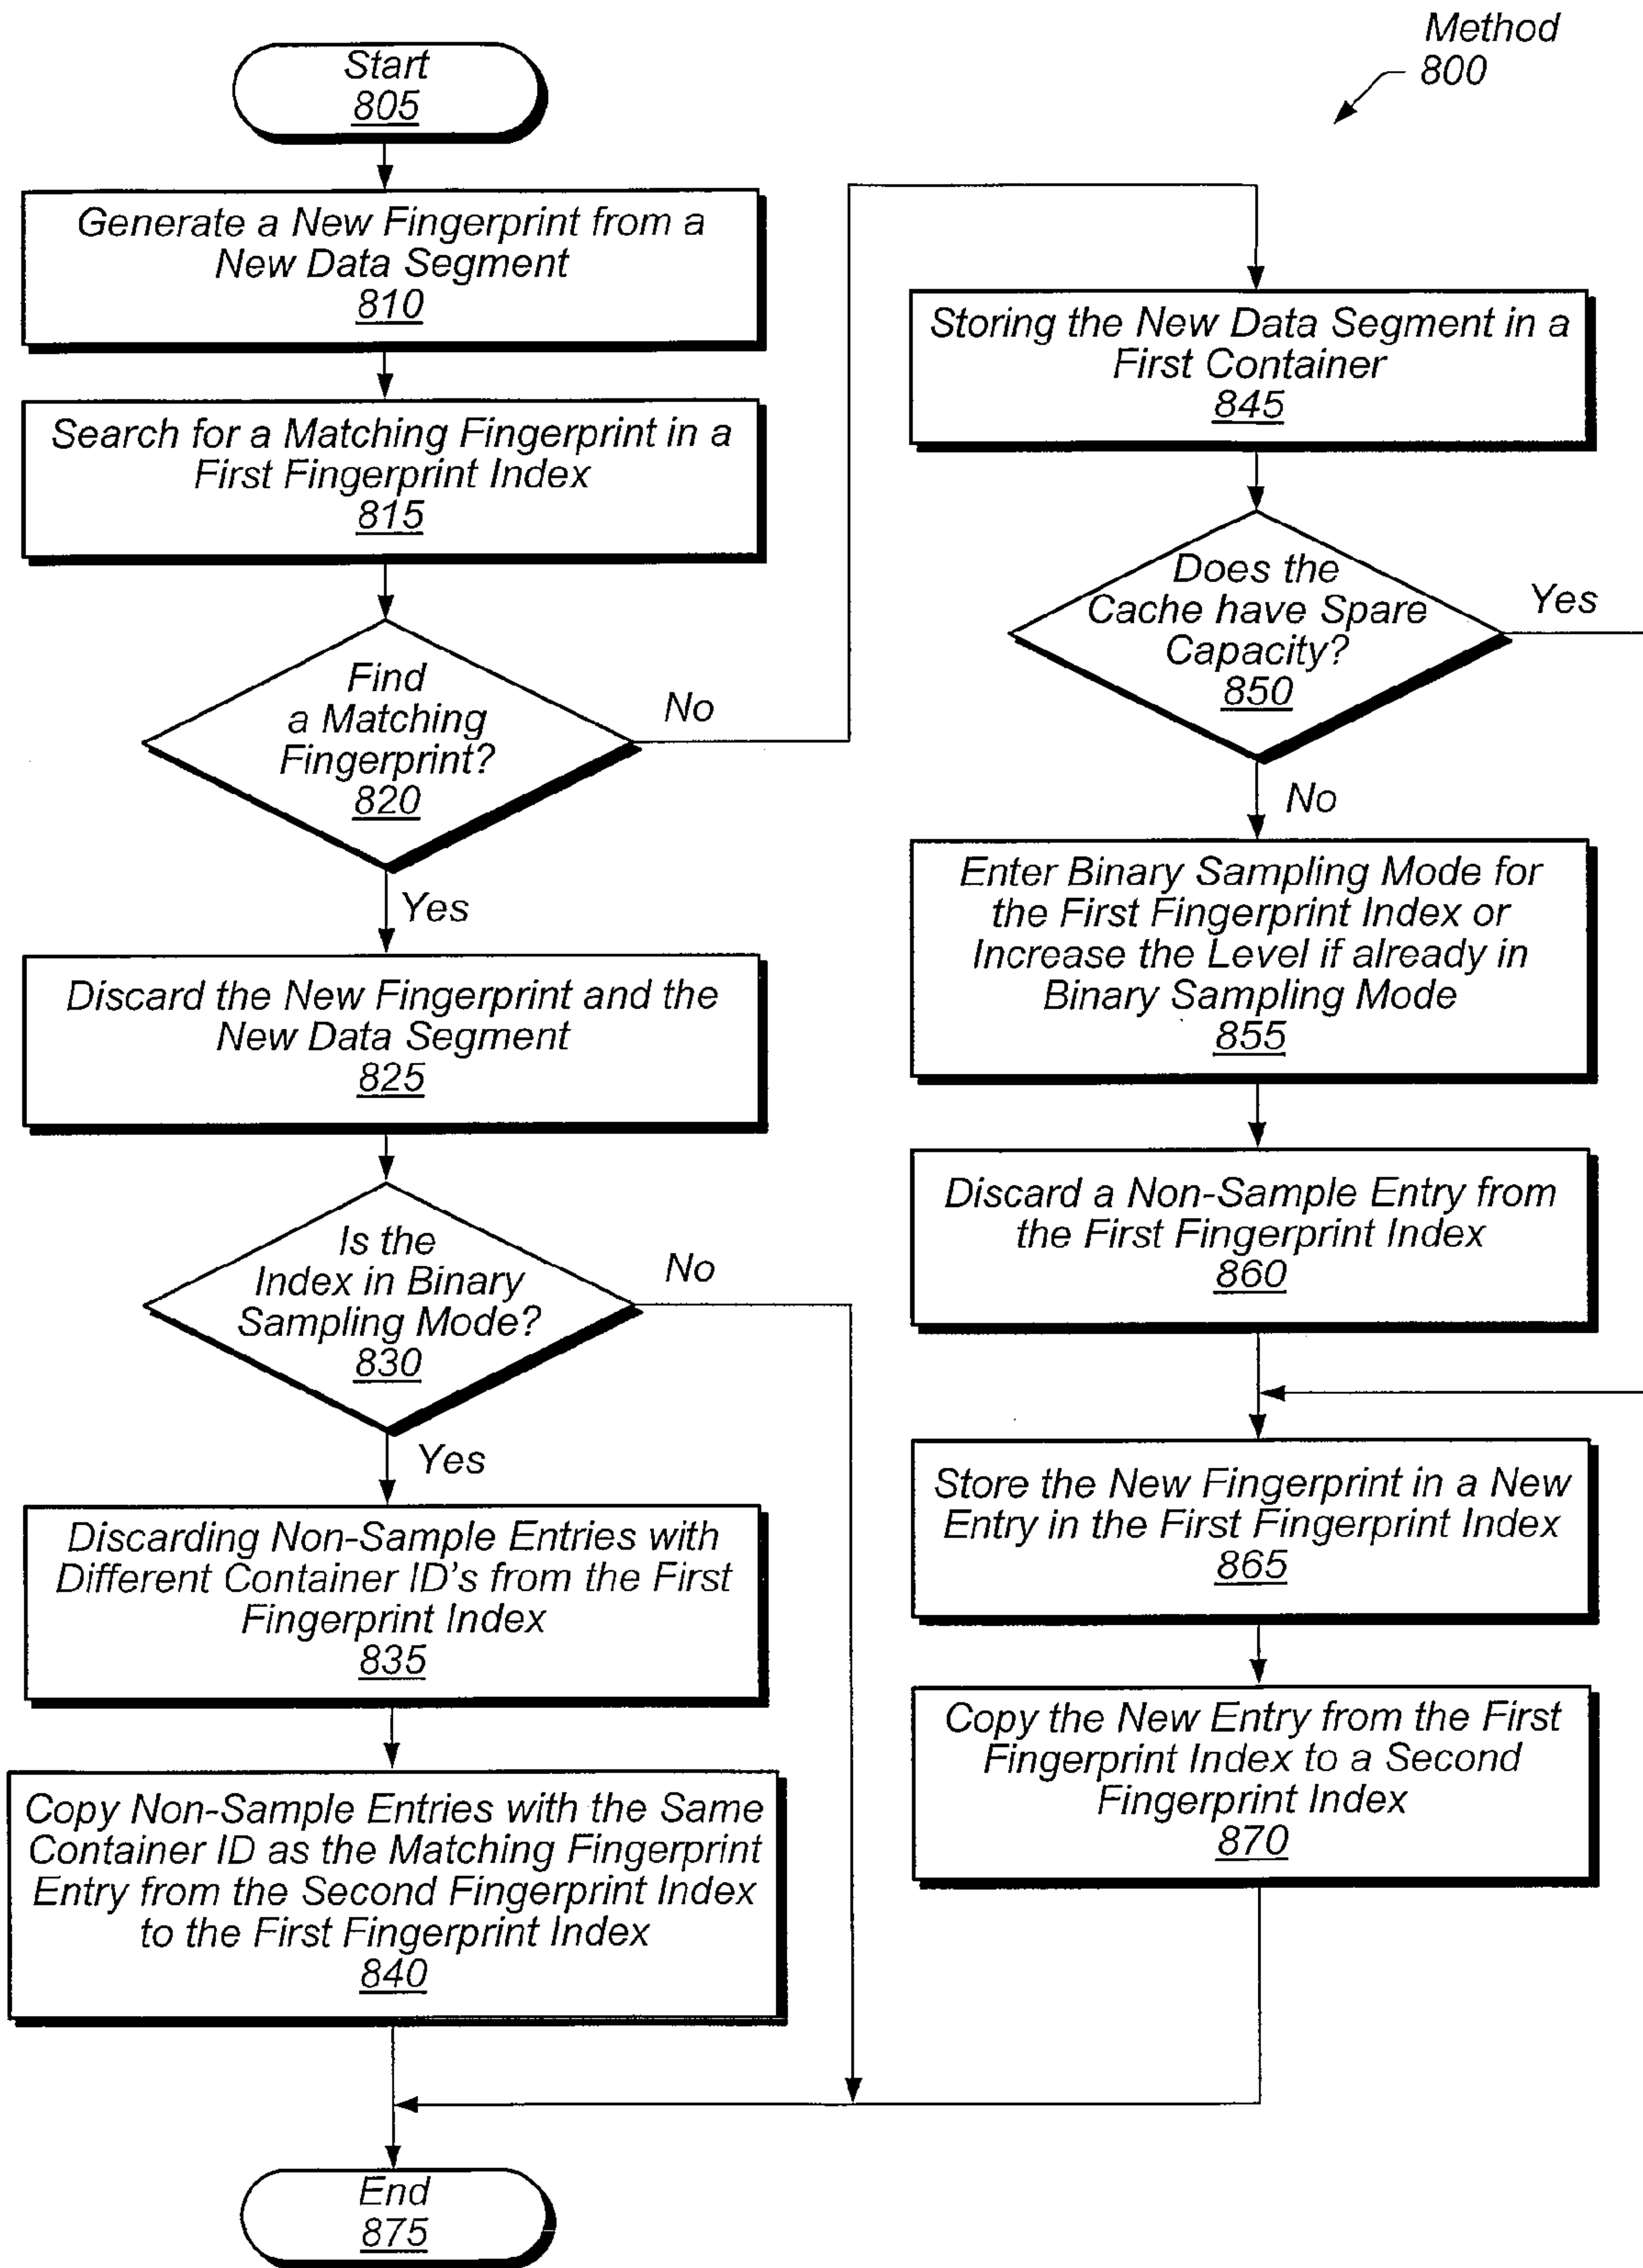 Method
800
Start
805
Generate a New Fingerprint from a
New Data Segment
810
Search for a Matching Fingerprint in a
First Fingerprint Index
815
Find
a Matching
Fingerprint?
820
No
Yes
Discard the New Fingerprint and the
New Data Segment
825
Is the
Index in Binary
Sampling Mode?
830
No
Yes
Discarding Non-Sample Entries with
Different Container ID's from the First
Fingerprint Index
835
Copy Non-Sample Entries with the Same
Container ID as the Matching Fingerprint
Entry from the Second Fingerprint Index
to the First Fingerprint Index
840
Storing the New Data Segment in a
First Container
845
Does the
Cache have Spare
Capacity?
850
Yes
No
Enter Binary Sampling Mode for
the First Fingerprint Index or
Increase the Level if already in
Binary Sampling Mode
855
Discard a Non-Sample Entry from
the First Fingerprint Index
860
Store the New Fingerprint in a New
Entry in the First Fingerprint Index
865
Copy the New Entry from the First
Fingerprint Index to a Second
Fingerprint Index
870
End
875